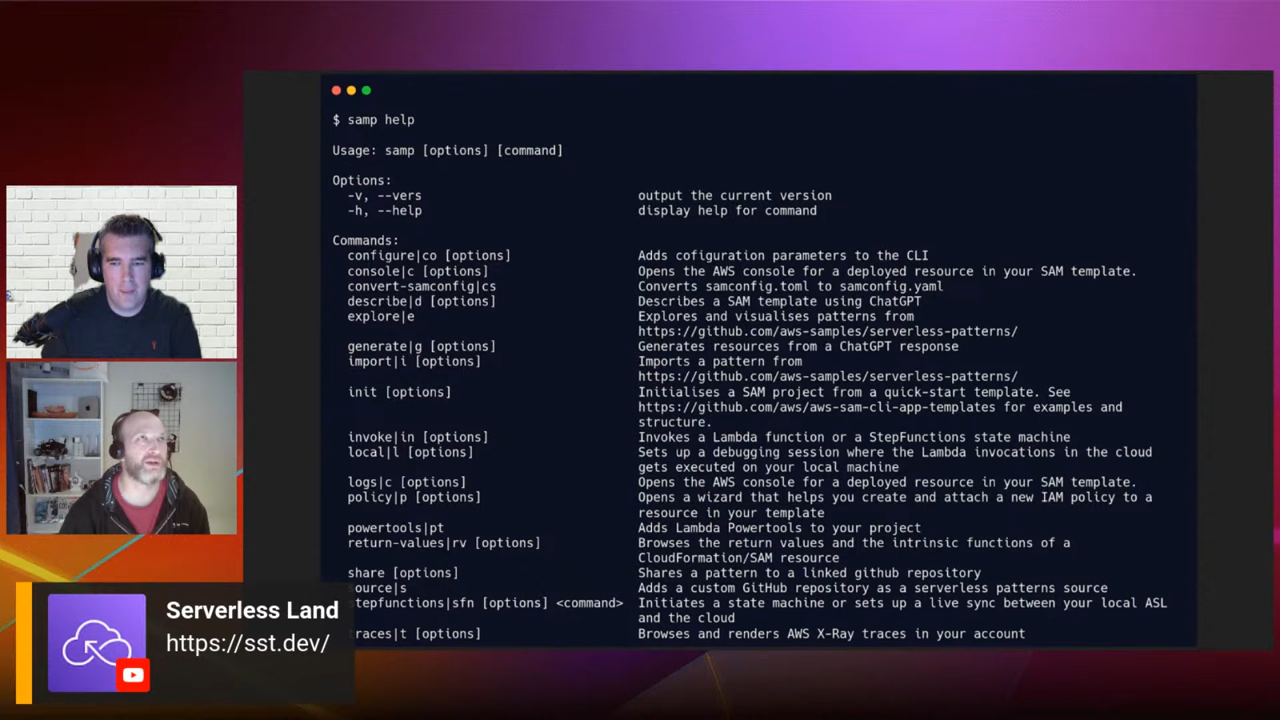 $ samp help
Usage: samp [options] [command]
Options:
-v, --vers output the current version
-h, --help display help for command
Commands:
configure|co [options] Adds cofiguration parameters to the CLI
console|c [options] Opens the AWS console for a deployed resource in your SAM template.
convert-samconfig|cs Converts samconfig.toml to samconfig.yaml
describe|d [options] Describes a SAM template using ChatGPT
explore|e Explores and visualises patterns from
https://github.com/aws-samples/serverless-patterns/
generate|g [options] Generates resources from a ChatGPT response
import|i [options] Imports a pattern from
https://github.com/aws-samples/serverless-patterns/
init [options] Initialises a SAM project from a quick-start template. See
https://github.com/aws/aws-sam-cli-app-templates for examples and
structure.
invoke|in [options] Invokes a Lambda function or a StepFunctions state machine
local|l [options] Sets up a debugging session where the Lambda invocations in the cloud
gets executed on your local machine
logs|c [options] Opens the AWS console for a deployed resource in your SAM template.
policy|p [options] Opens a wizard that helps you create and attach a new IAM policy to a
resource in your template
powertools|pt Adds Lambda Powertools to your project
return-values|rv [options] Browses the return values and the intrinsic functions of a
CloudFormation/SAM resource
share [options] Shares a pattern to a linked github repository
source|s Adds a custom GitHub repository as a serverless patterns source
stepfunctions|sfn [options] <command> Initiates a state machine or sets up a live sync between your local ASL
and the cloud
traces|t [options] Browses and renders AWS X-Ray traces in your account
Serverless Land
https://sst.dev/